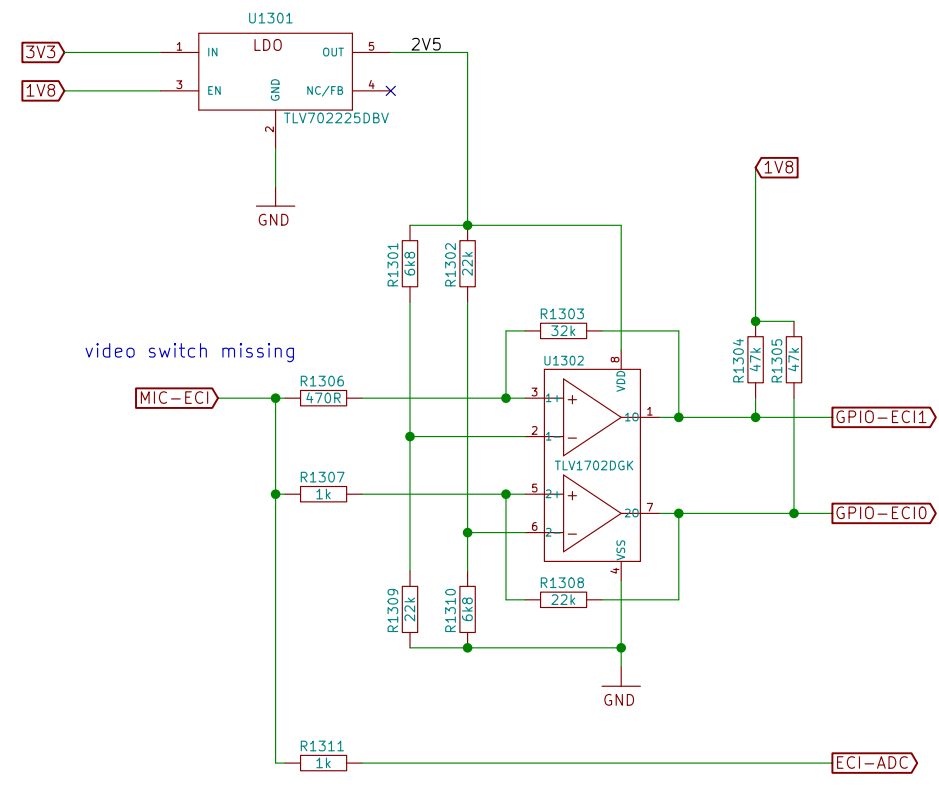 U1301
LDO
3V3
1
IN
OUT
5
2V5
1V8
3
EN
GND
NC/FB
4
2
TLV702225DBV
GND
1V8
R1301
6k8
R1302
22k
R1303
32k
R1304
47k
R1305
47k
video switch missing
U1302
8
VDD
MIC-ECI
R1306
470R
3
1+
+
1O
1
GPIO-ECI1
2
1-
−
TLV1702DGK
R1307
1k
5
2+
+
2O
7
GPIO-ECI0
6
2-
−
VSS
4
R1308
22k
R1309
22k
R1310
6k8
GND
R1311
1k
ECI-ADC